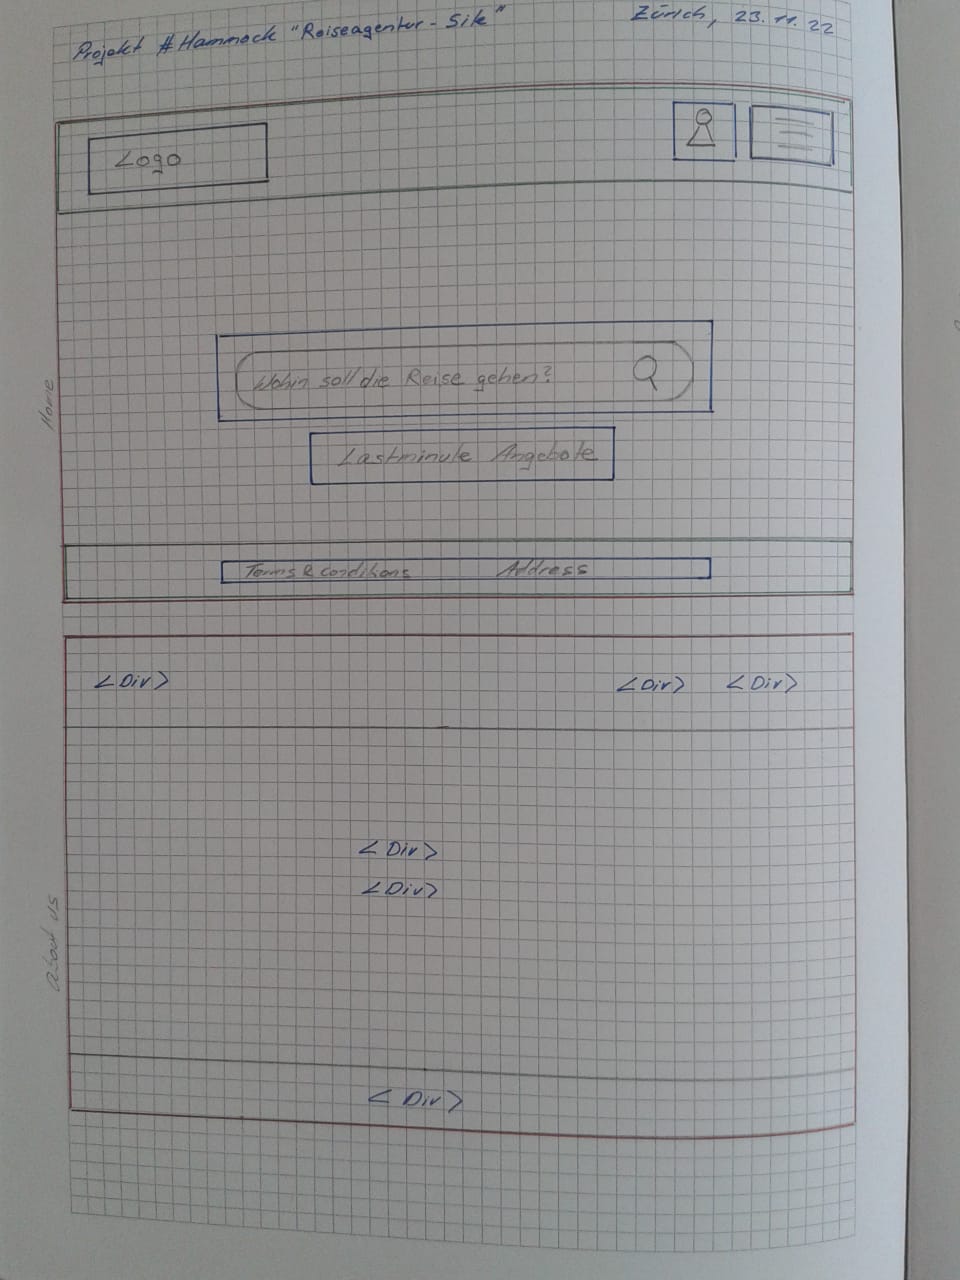 Projekt #Hammock "Reiseagentur-Sik"
Zürich, 23.11.22
Logo
Home
Wohin soll die Reise gehen?
Lastminute Angebote
Terms & conditions Address
<Div> <Div> <Div>
<Div>
<Div>
About us
<Div>